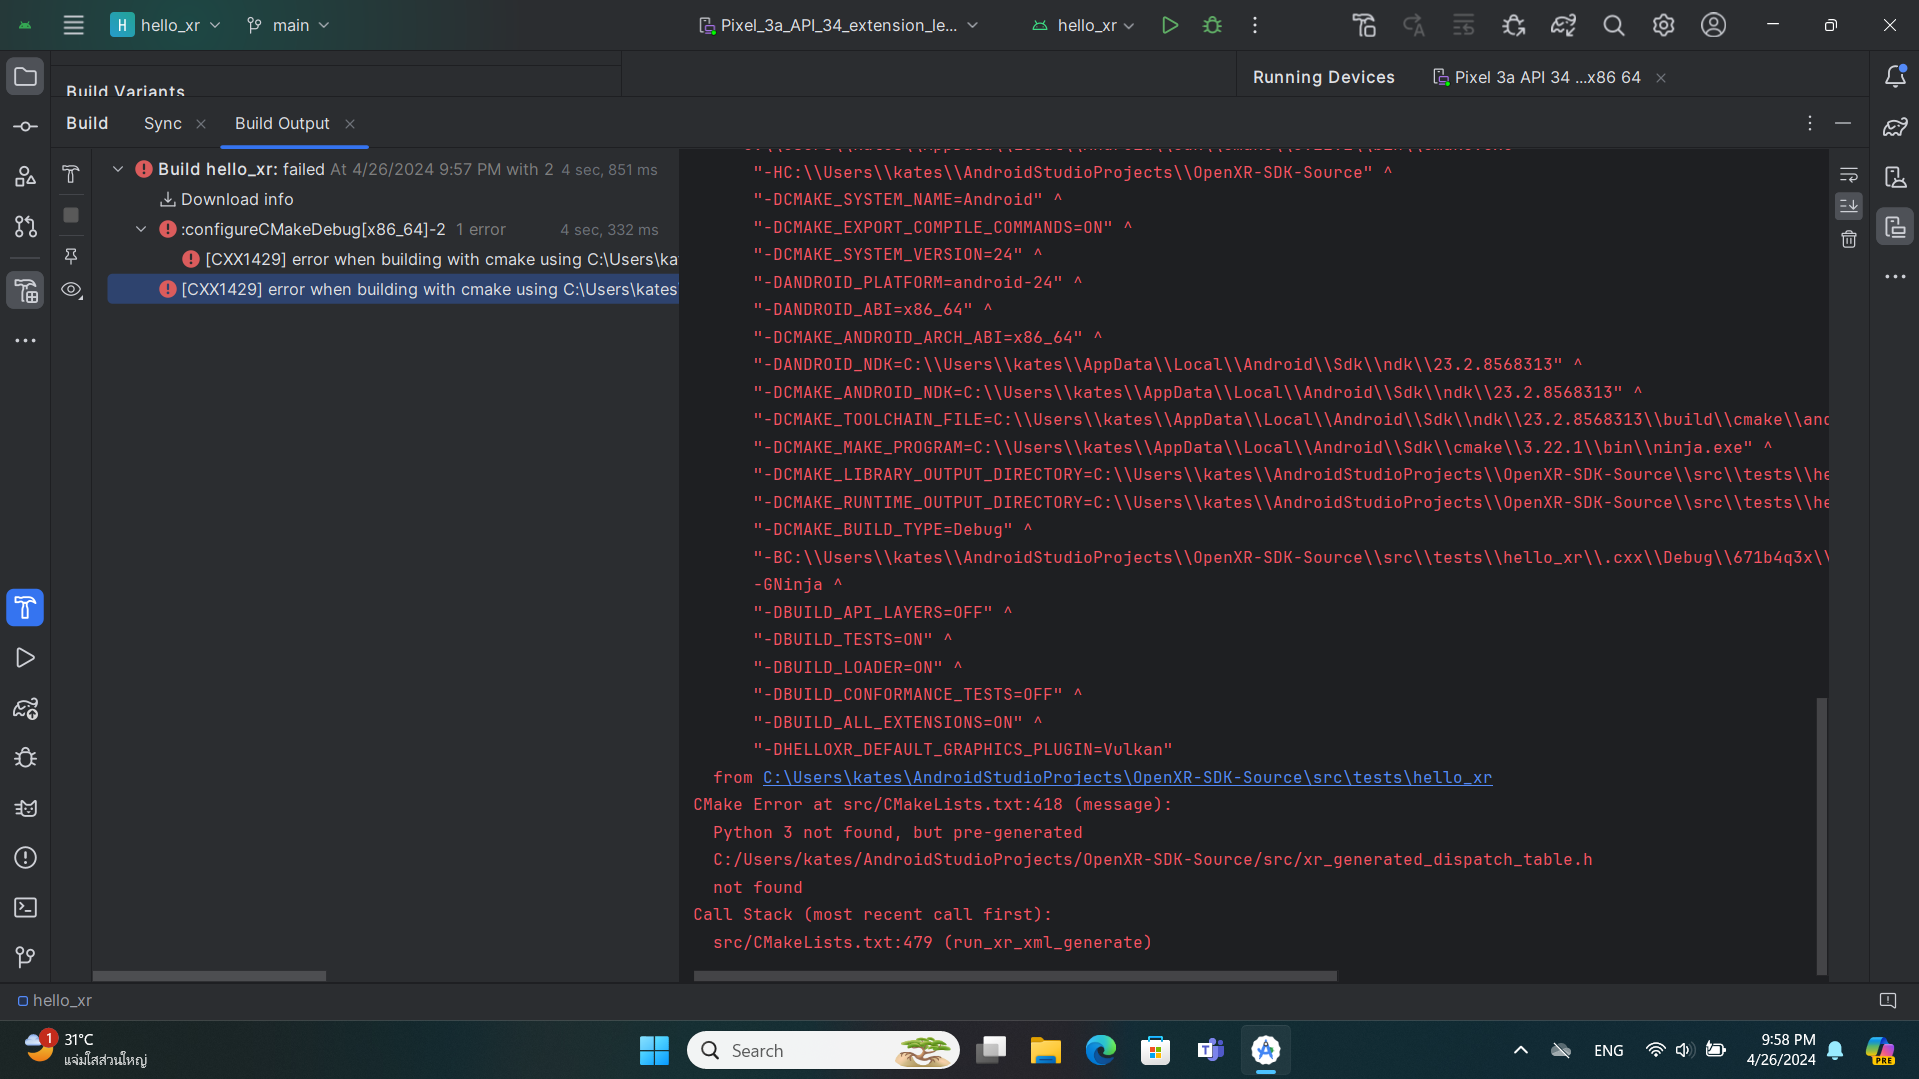 H hello_xr main Pixel_3a_API_34_extension_le... hello_xr
Build Variants
Running Devices Pixel 3a API 34 ...x86 64
Build Sync Build Output
Build hello_xr: failed At 4/26/2024 9:57 PM with 2 4 sec, 851 ms
Download info
:configureCMakeDebug[x86_64]-2 1 error 4 sec, 332 ms
[CXX1429] error when building with cmake using C:\Users\ka
[CXX1429] error when building with cmake using C:\Users\kates
"-HC:\\Users\\kates\\AndroidStudioProjects\\OpenXR-SDK-Source" ^
"-DCMAKE_SYSTEM_NAME=Android" ^
"-DCMAKE_EXPORT_COMPILE_COMMANDS=ON" ^
"-DCMAKE_SYSTEM_VERSION=24" ^
"-DANDROID_PLATFORM=android-24" ^
"-DANDROID_ABI=x86_64" ^
"-DCMAKE_ANDROID_ARCH_ABI=x86_64" ^
"-DANDROID_NDK=C:\\Users\\kates\\AppData\\Local\\Android\\Sdk\\ndk\\23.2.8568313" ^
"-DCMAKE_ANDROID_NDK=C:\\Users\\kates\\AppData\\Local\\Android\\Sdk\\ndk\\23.2.8568313" ^
"-DCMAKE_TOOLCHAIN_FILE=C:\\Users\\kates\\AppData\\Local\\Android\\Sdk\\ndk\\23.2.8568313\\build\\cmake\\and
"-DCMAKE_MAKE_PROGRAM=C:\\Users\\kates\\AppData\\Local\\Android\\Sdk\\cmake\\3.22.1\\bin\\ninja.exe" ^
"-DCMAKE_LIBRARY_OUTPUT_DIRECTORY=C:\\Users\\kates\\AndroidStudioProjects\\OpenXR-SDK-Source\\src\\tests\\he
"-DCMAKE_RUNTIME_OUTPUT_DIRECTORY=C:\\Users\\kates\\AndroidStudioProjects\\OpenXR-SDK-Source\\src\\tests\\he
"-DCMAKE_BUILD_TYPE=Debug" ^
"-BC:\\Users\\kates\\AndroidStudioProjects\\OpenXR-SDK-Source\\src\\tests\\hello_xr\\.cxx\\Debug\\671b4q3x\\
-GNinja ^
"-DBUILD_API_LAYERS=OFF" ^
"-DBUILD_TESTS=ON" ^
"-DBUILD_LOADER=ON" ^
"-DBUILD_CONFORMANCE_TESTS=OFF" ^
"-DBUILD_ALL_EXTENSIONS=ON" ^
"-DHELLOXR_DEFAULT_GRAPHICS_PLUGIN=Vulkan"
from C:\Users\kates\AndroidStudioProjects\OpenXR-SDK-Source\src\tests\hello_xr
CMake Error at src/CMakeLists.txt:418 (message):
Python 3 not found, but pre-generated
C:/Users/kates/AndroidStudioProjects/OpenXR-SDK-Source/src/xr_generated_dispatch_table.h
not found
Call Stack (most recent call first):
src/CMakeLists.txt:479 (run_xr_xml_generate)
hello_xr
1 31°C
แจ่มใสส่วนใหญ่
Search
ENG
9:58 PM
4/26/2024
PRE